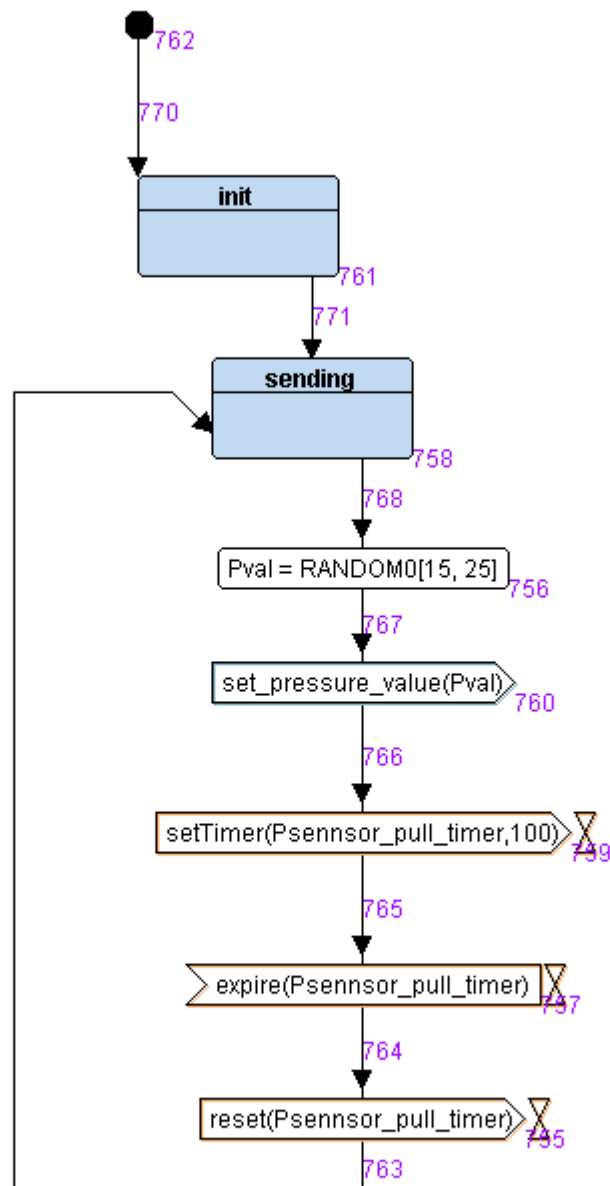 762
770
init
761
771
sending
758
768
Pval = RANDOM0[15, 25]
756
767
set_pressure_value(Pval)
760
766
setTimer(Psennsor_pull_timer,100)
759
765
expire(Psennsor_pull_timer)
757
764
reset(Psennsor_pull_timer)
755
763